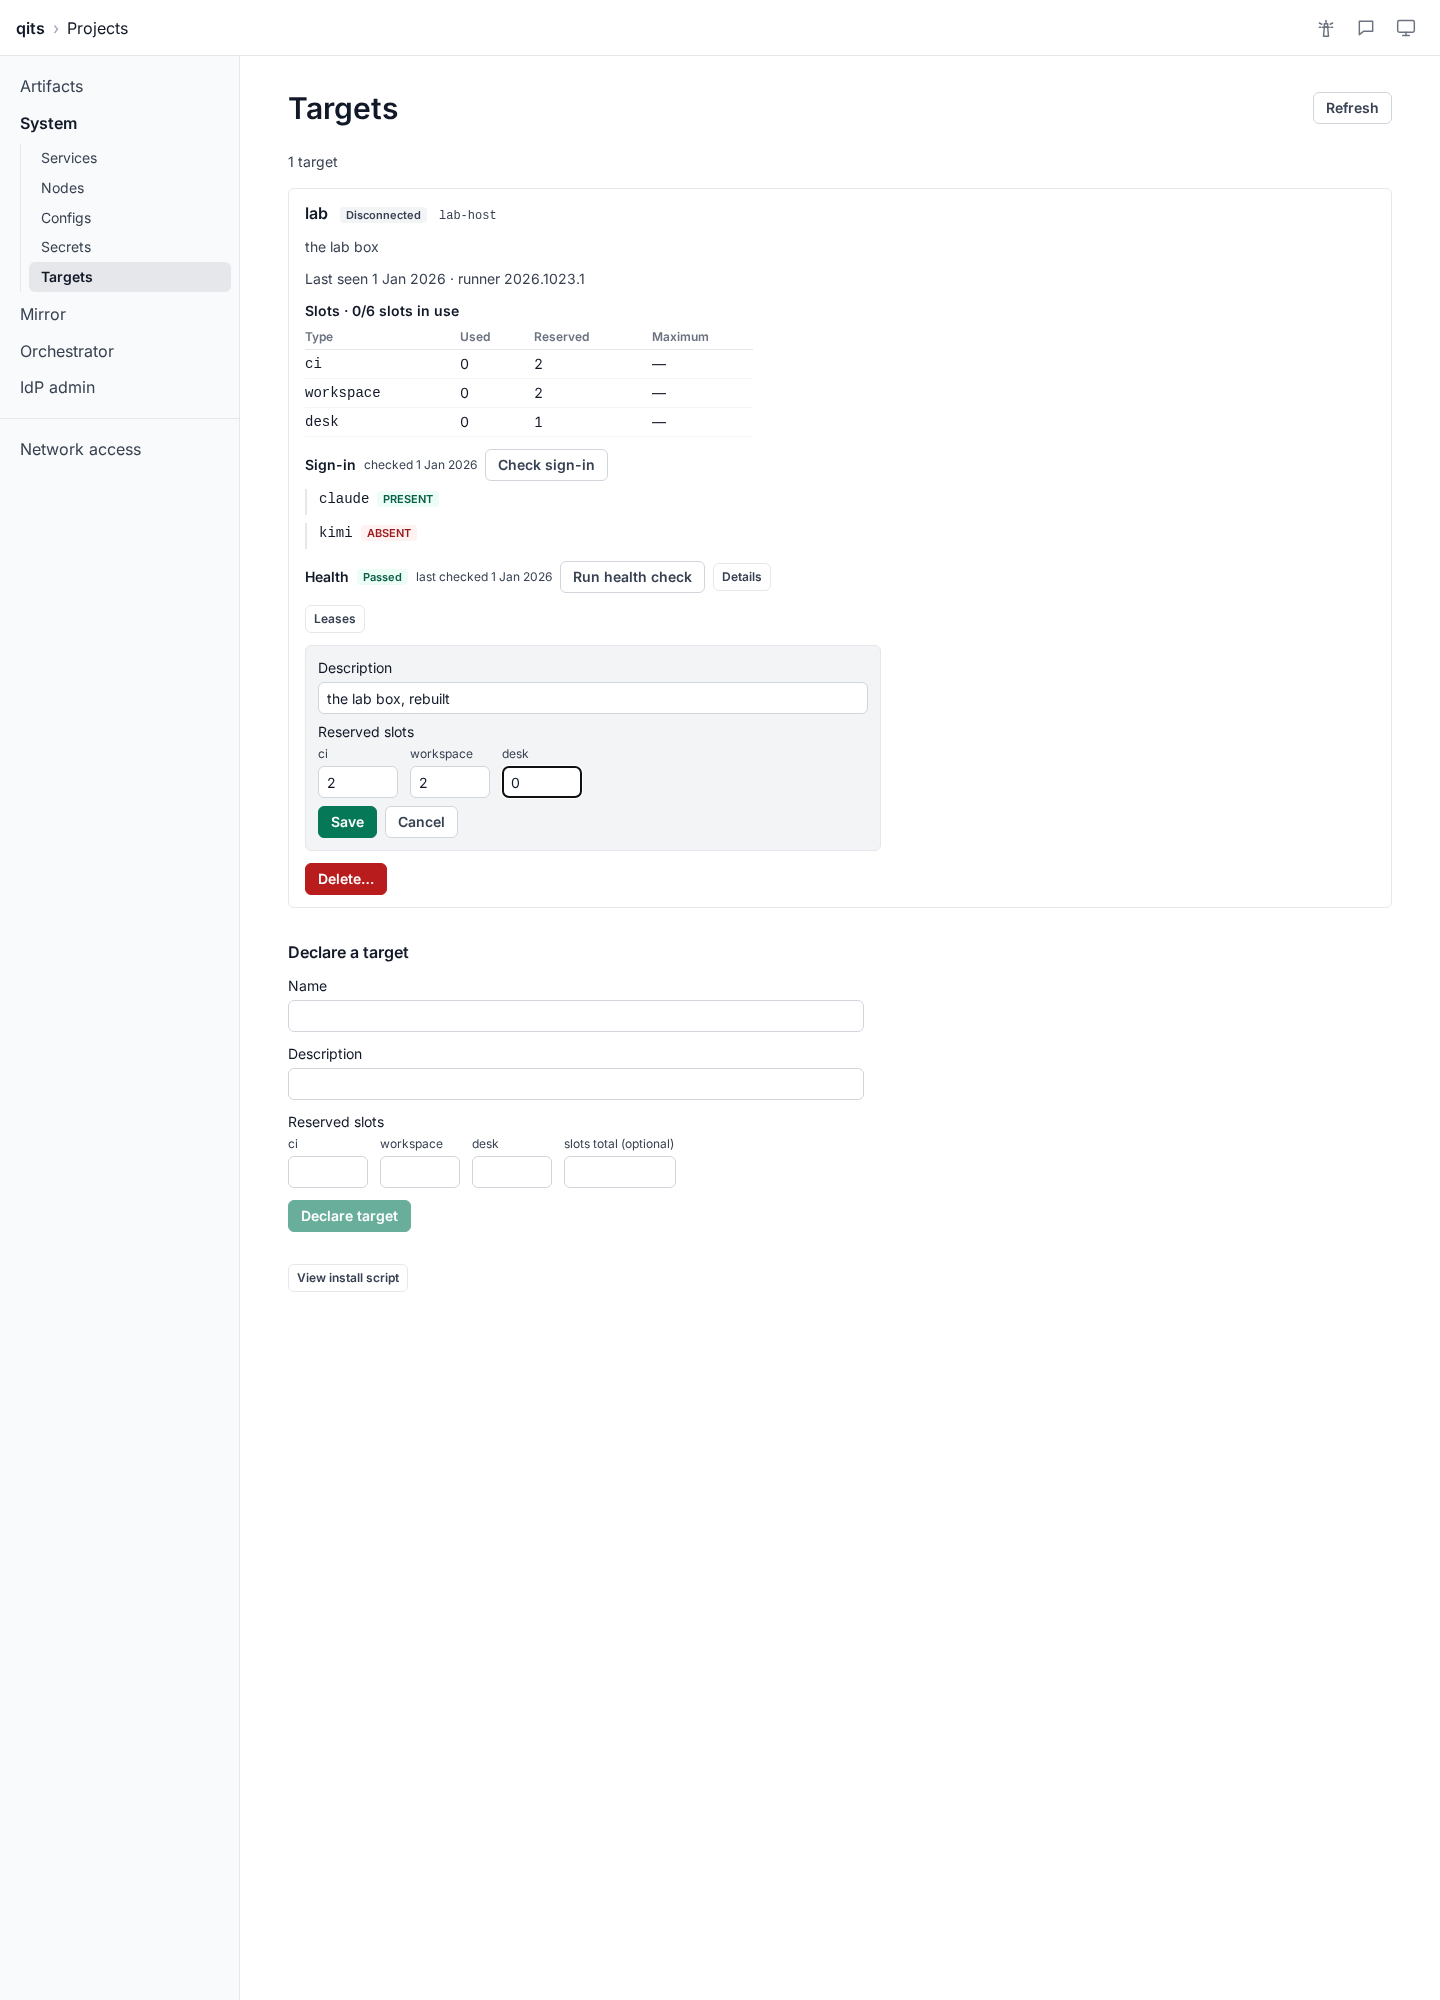 qits › Projects
Artifacts
System
Services
Nodes
Configs
Secrets
Targets
Mirror
Orchestrator
IdP admin
Network access
Targets
Refresh
1 target
lab Disconnected lab-host
the lab box
Last seen 1 Jan 2026 · runner 2026.1023.1
Slots · 0/6 slots in use
Type Used Reserved Maximum
ci 0 2 —
workspace 0 2 —
desk 0 1 —
Sign-in checked 1 Jan 2026 Check sign-in
claude PRESENT
kimi ABSENT
Health Passed last checked 1 Jan 2026 Run health check Details
Leases
Description
the lab box, rebuilt
Reserved slots
ci workspace desk
2 2 0
Save Cancel
Delete…
Declare a target
Name
Description
Reserved slots
ci workspace desk slots total (optional)
Declare target
View install script